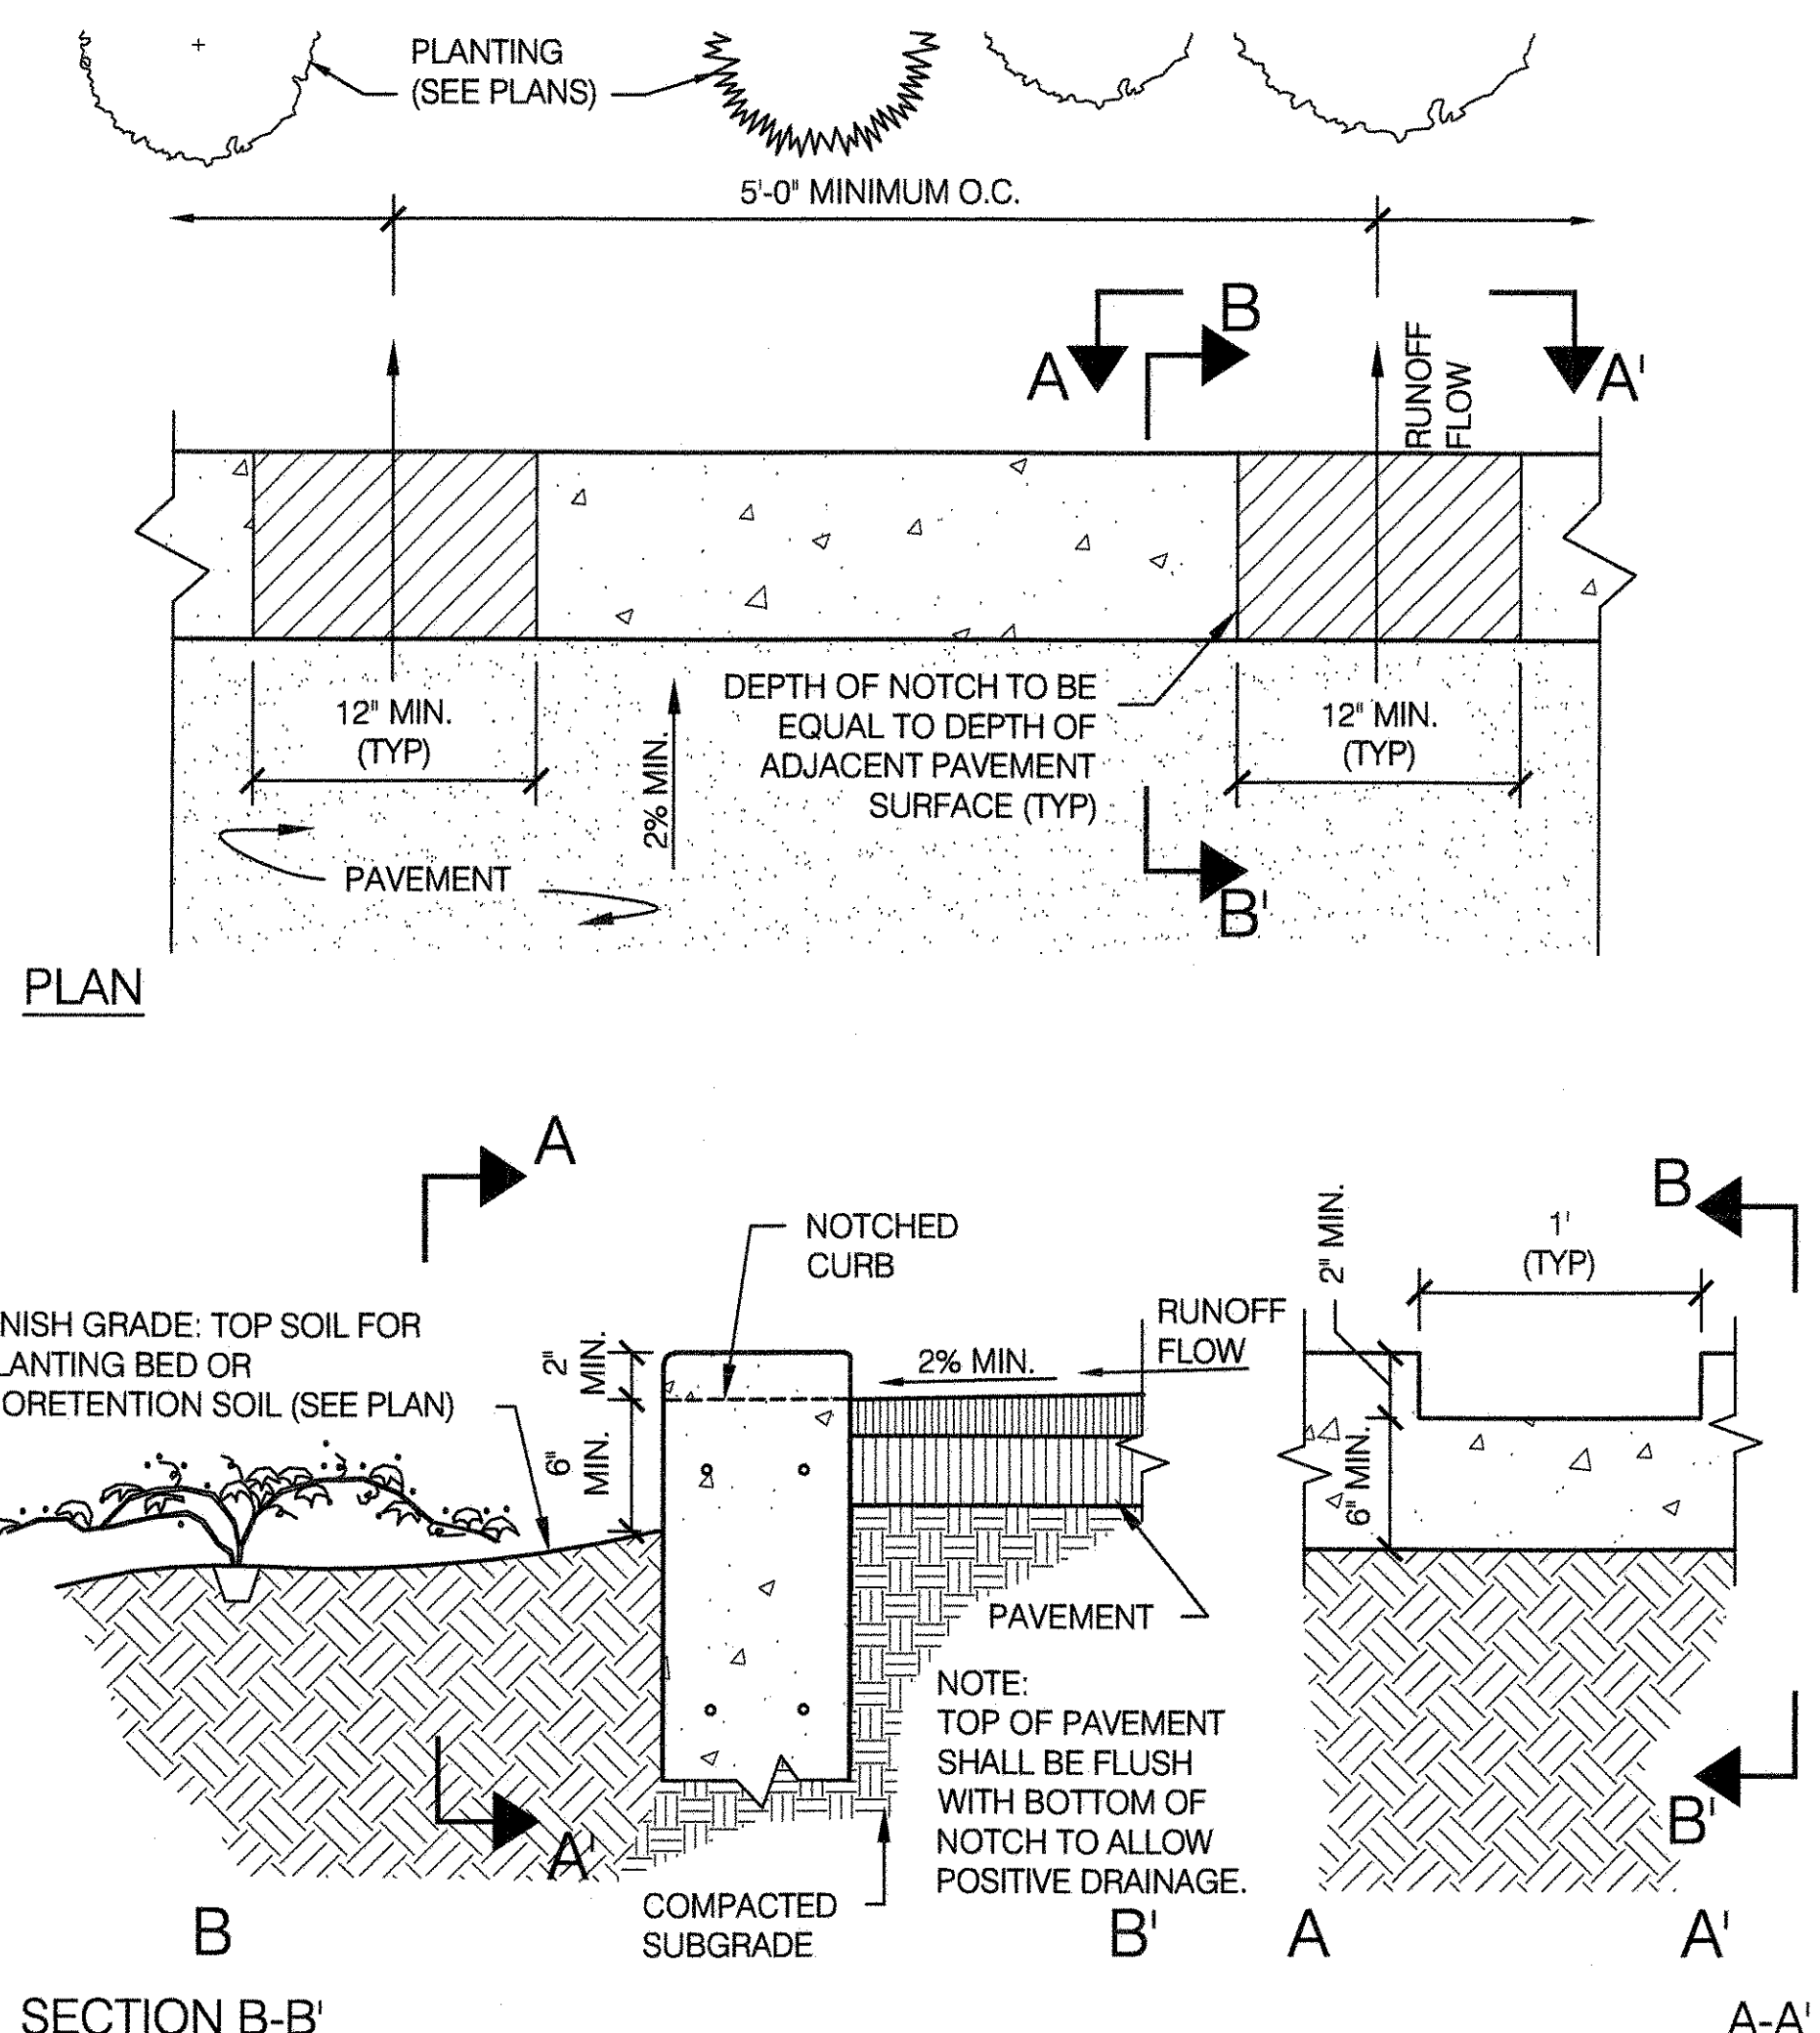 PLANTING
(SEE PLANS)
5'-0" MINIMUM O.C.
B
A
RUNOFF
FLOW
A'
12" MIN.
(TYP)
2% MIN.
DEPTH OF NOTCH TO BE
EQUAL TO DEPTH OF
ADJACENT PAVEMENT
SURFACE (TYP)
12" MIN.
(TYP)
PAVEMENT
B'
PLAN
A
NOTCHED
CURB
NISH GRADE: TOP SOIL FOR
LANTING BED OR
ORETENTION SOIL (SEE PLAN)
2"
MIN.
6"
MIN.
2% MIN.
RUNOFF
FLOW
PAVEMENT
NOTE:
TOP OF PAVEMENT
SHALL BE FLUSH
WITH BOTTOM OF
NOTCH TO ALLOW
POSITIVE DRAINAGE.
A'
COMPACTED
SUBGRADE
B
B'
SECTION B-B'
2" MIN.
1'
(TYP)
B
6" MIN.
B'
A
A'
A-A'